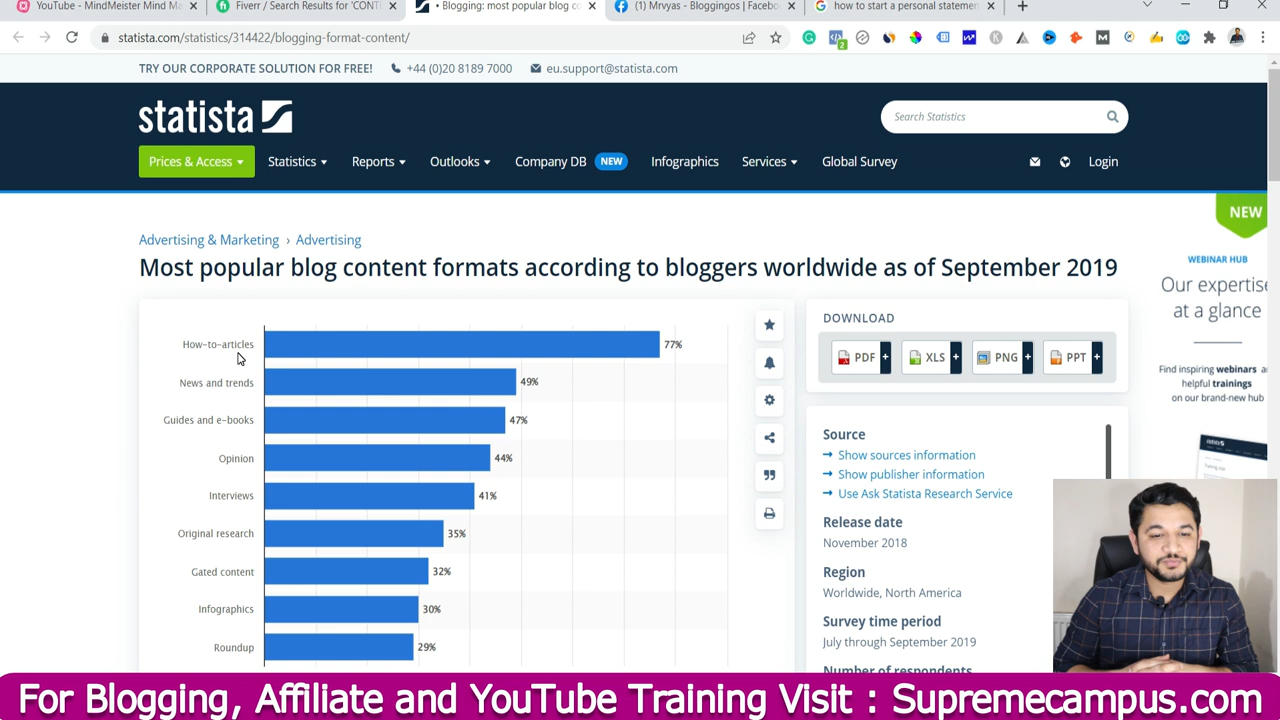 YouTube - MindMeister Mind Ma
Fiverr / Search Results for 'CONT
• Blogging: most popular blog co
(1) Mrvyas - Bloggingos | Facebo
how to start a personal statemen
statista.com/statistics/314422/blogging-format-content/
2
TRY OUR CORPORATE SOLUTION FOR FREE!
+44 (0)20 8189 7000
eu.support@statista.com
statista
Search Statistics
Prices & Access
Statistics
Reports
Outlooks
Company DB NEW
Infographics
Services
Global Survey
Login
NEW
Advertising & Marketing › Advertising
Most popular blog content formats according to bloggers worldwide as of September 2019
WEBINAR HUB
Our expertise
at a glance
Find inspiring webinars a
helpful trainings
on our brand-new hub
How-to-articles 77%
News and trends 49%
Guides and e-books 47%
Opinion 44%
Interviews 41%
Original research 35%
Gated content 32%
Infographics 30%
Roundup 29%
DOWNLOAD
PDF +
XLS +
PNG +
PPT +
Source
→ Show sources information
→ Show publisher information
→ Use Ask Statista Research Service
Release date
November 2018
Region
Worldwide, North America
Survey time period
July through September 2019
Number of respondents
For Blogging, Affiliate and YouTube Training Visit : Supremecampus.com